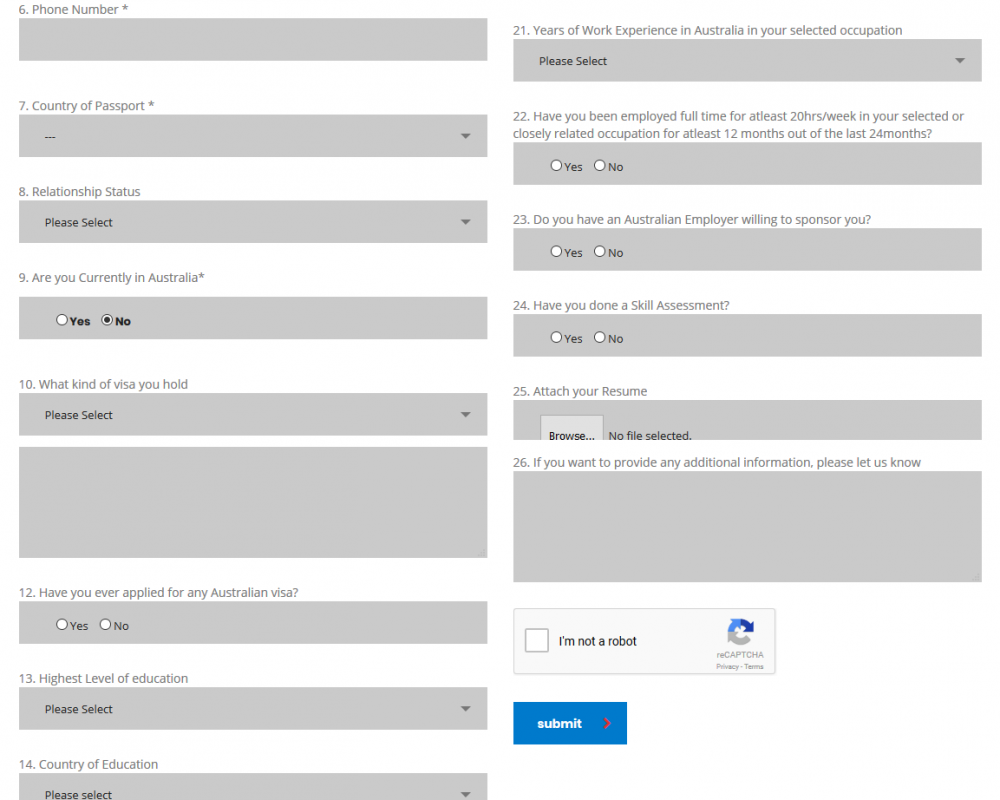 6. Phone Number *
7. Country of Passport *
---
8. Relationship Status
Please Select
9. Are you Currently in Australia*
Yes No
10. What kind of visa you hold
Please Select
12. Have you ever applied for any Australian visa?
Yes No
13. Highest Level of education
Please Select
14. Country of Education
Please select
21. Years of Work Experience in Australia in your selected occupation
Please Select
22. Have you been employed full time for atleast 20hrs/week in your selected or
closely related occupation for atleast 12 months out of the last 24months?
Yes No
23. Do you have an Australian Employer willing to sponsor you?
Yes No
24. Have you done a Skill Assessment?
Yes No
25. Attach your Resume
Browse... No file selected.
26. If you want to provide any additional information, please let us know
I'm not a robot
reCAPTCHA
Privacy - Terms
submit